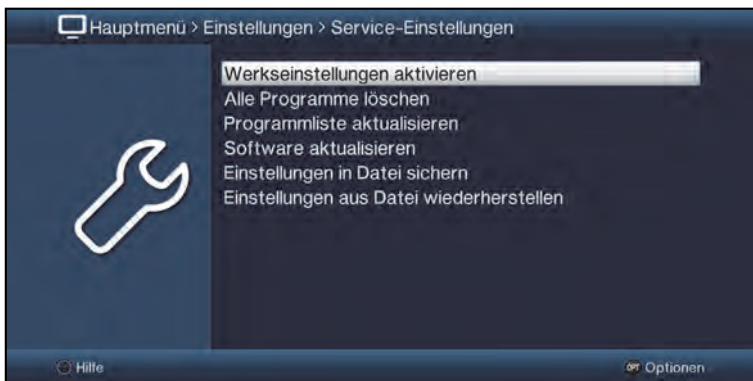 Hauptmenü > Einstellungen > Service-Einstellungen
Werkseinstellungen aktivieren
Alle Programme löschen
Programmliste aktualisieren
Software aktualisieren
Einstellungen in Datei sichern
Einstellungen aus Datei wiederherstellen
Hilfe OPT Optionen